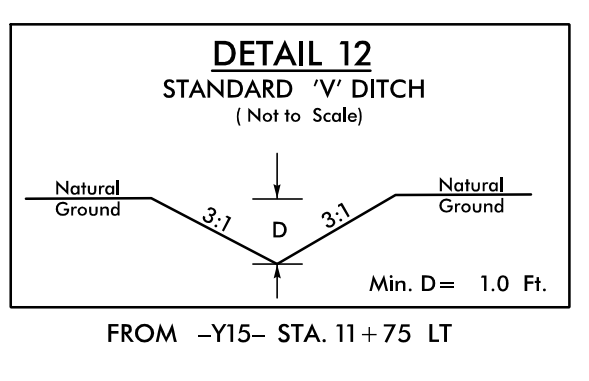 DETAIL 12
STANDARD 'V' DITCH
( Not to Scale)
Natural
Ground
3:1
D
3:1
Natural
Ground
Min. D= 1.0 Ft.
FROM -Y15- STA. 11+75 LT